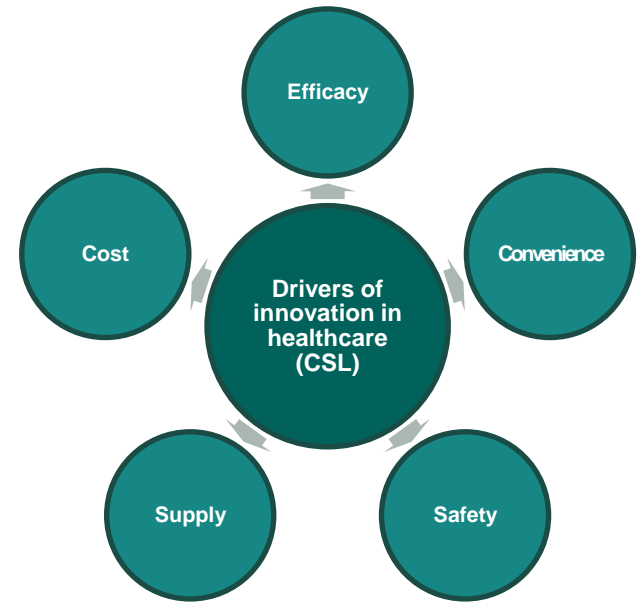 Efficacy
Cost
Convenience
Drivers of
innovation in
healthcare
(CSL)
Supply
Safety